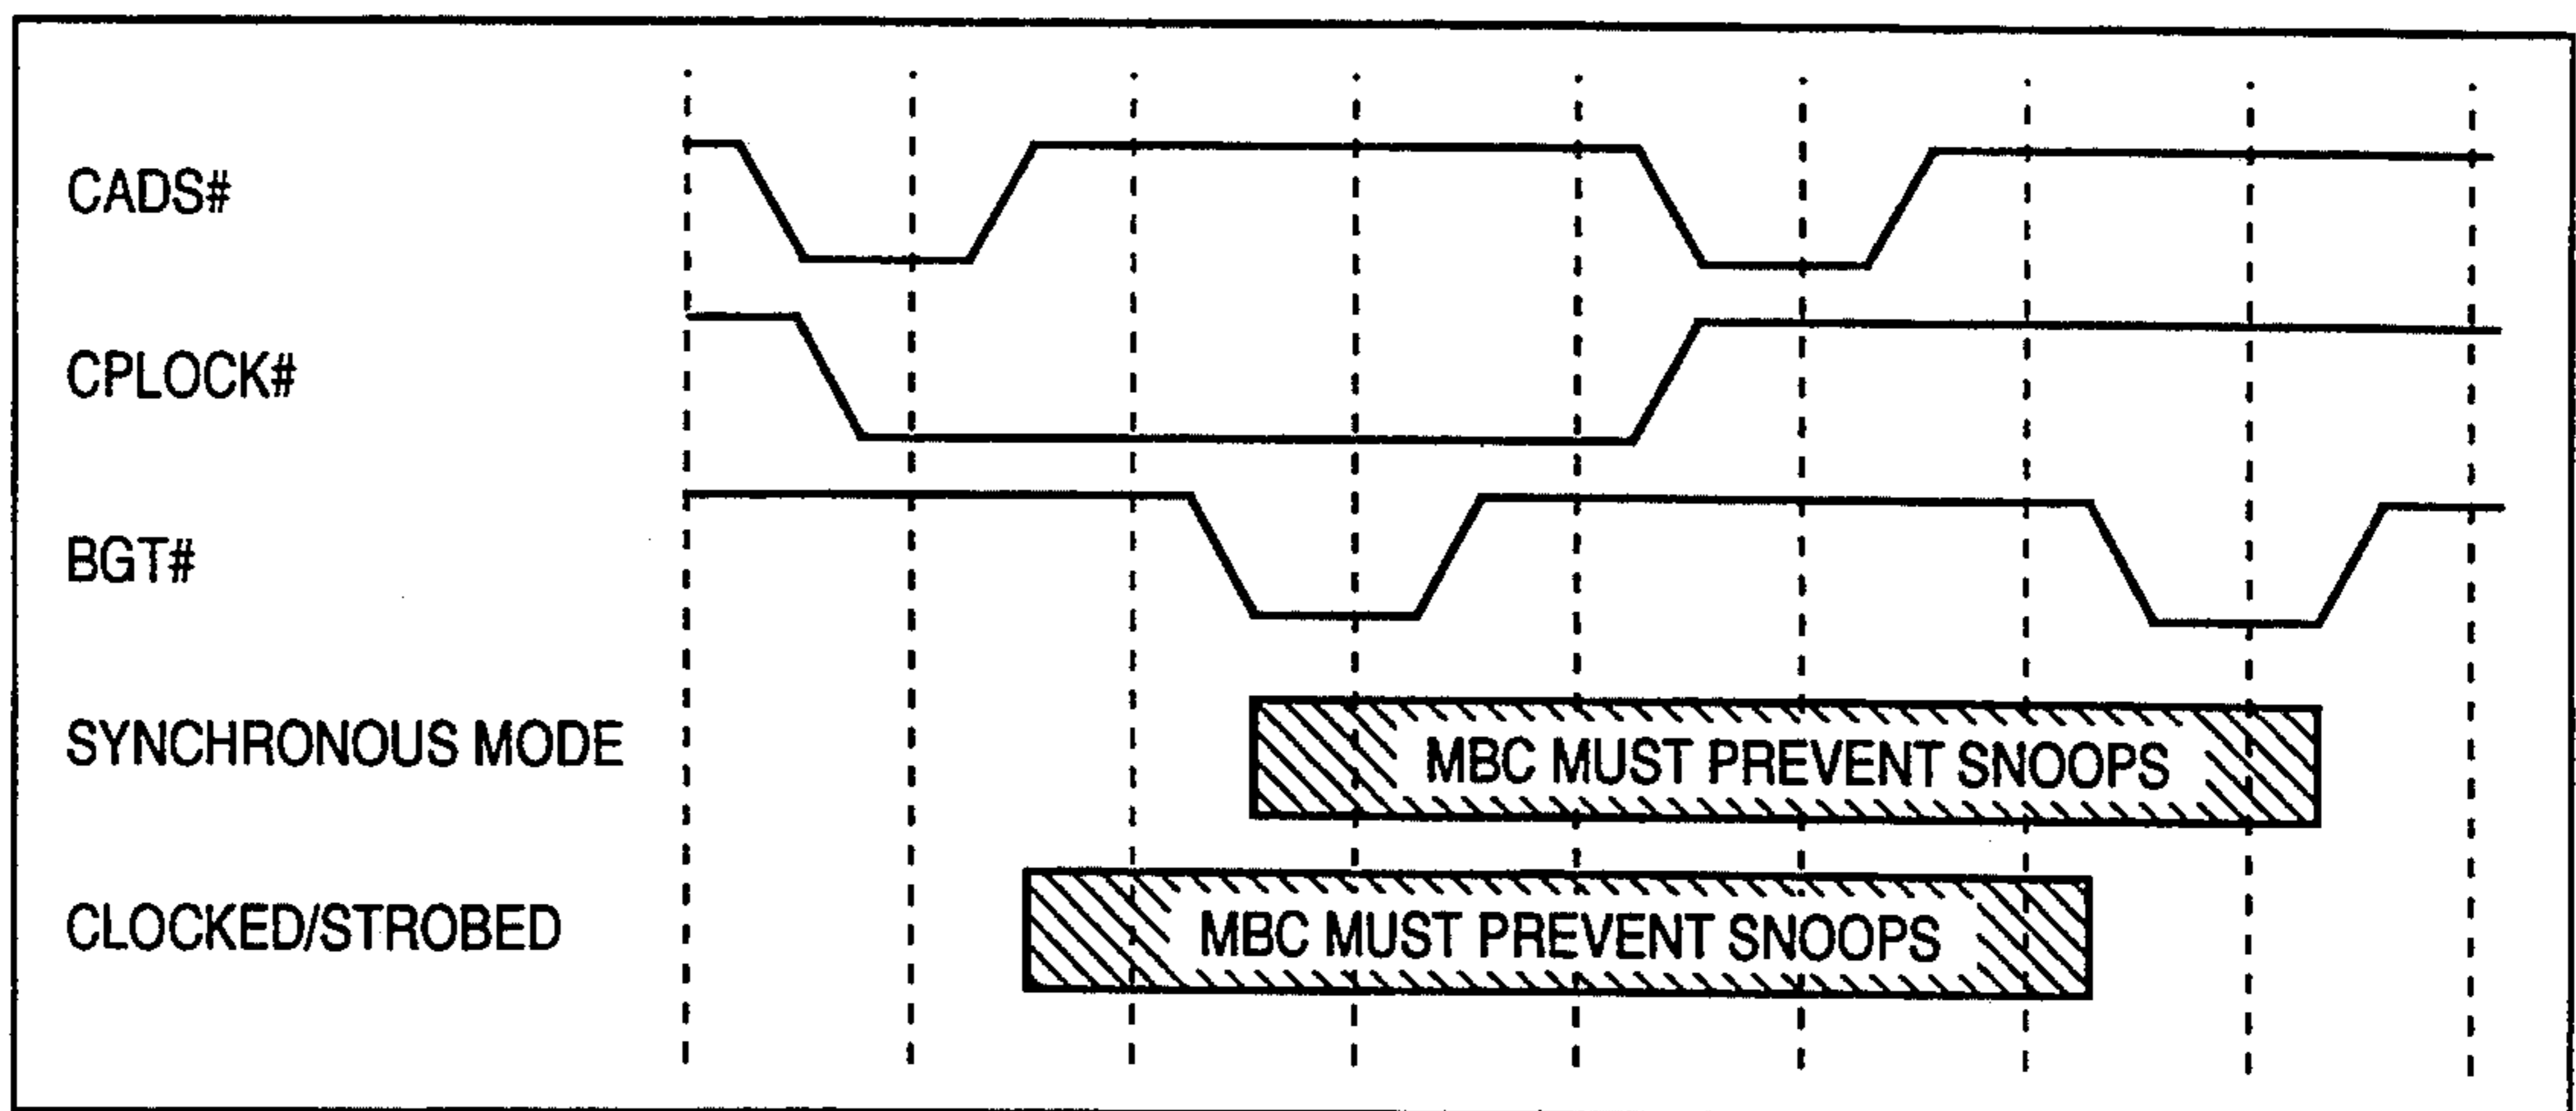 CADS#
CPLOCK#
BGT#
SYNCHRONOUS MODE
MBC MUST PREVENT SNOOPS
CLOCKED/STROBED
MBC MUST PREVENT SNOOPS